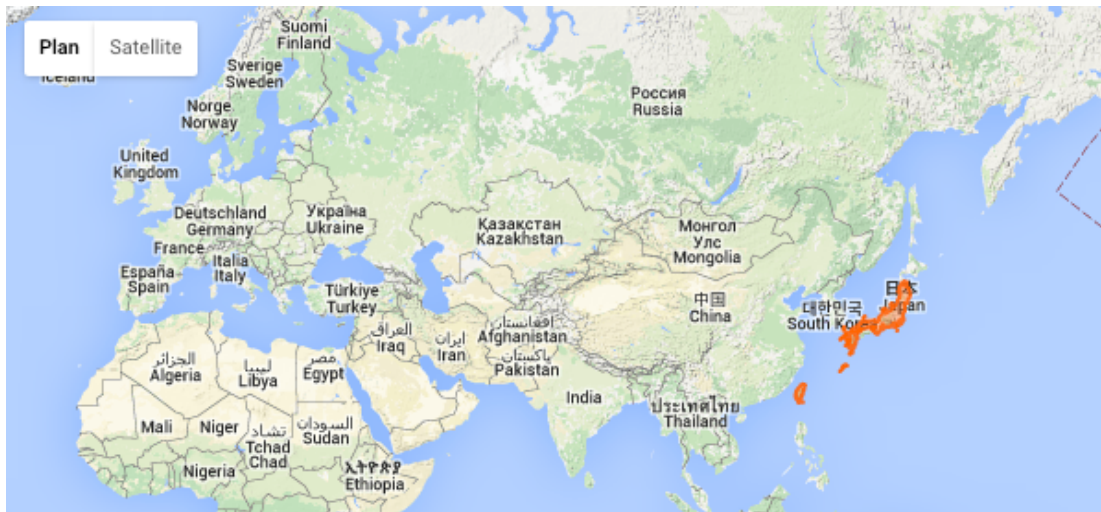 Plan
Satellite
Iceland
Suomi
Finland
Sverige
Sweden
Norge
Norway
Россия
Russia
United
Kingdom
Deutschland
Germany
Україна
Ukraine
Қазақстан
Kazakhstan
Монгол
Улс
Mongolia
France
Italia
Italy
España
Spain
Türkiye
Turkey
中国
China
日本
Japan
대한민국
South Korea
العراق
Iraq
ایران
Iran
افغانستان
Afghanistan
پاکستان
Pakistan
الجزائر
Algeria
ليبيا
Libya
مصر
Egypt
India
ประเทศไทย
Thailand
Mali
Niger
تشاد
Tchad
Chad
السودان
Sudan
Nigeria
ኢትዮጵያ
Ethiopia